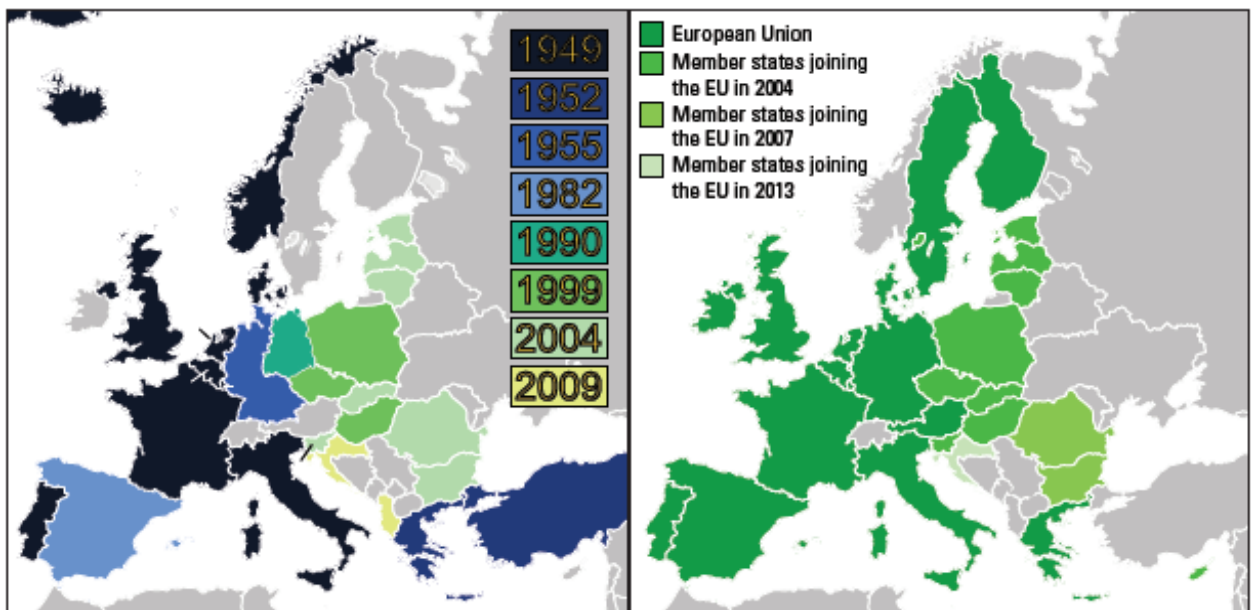 1949
1952
1955
1982
1990
1999
2004
2009
European Union
Member states joining
the EU in 2004
Member states joining
the EU in 2007
Member states joining
the EU in 2013